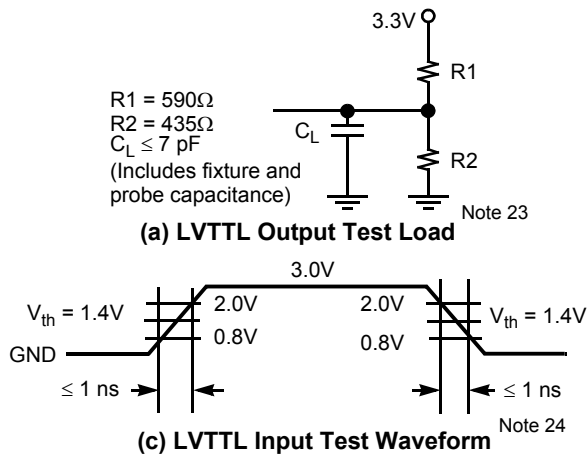 3.3V
R1
R1 = 590Ω
R2 = 435Ω
C_L ≤ 7 pF
(Includes fixture and
probe capacitance)
C_L
R2
Note 23
(a) LVTTL Output Test Load
3.0V
V_th = 1.4V
2.0V
2.0V
V_th = 1.4V
0.8V
0.8V
GND
≤ 1 ns
≤ 1 ns
Note 24
(c) LVTTL Input Test Waveform